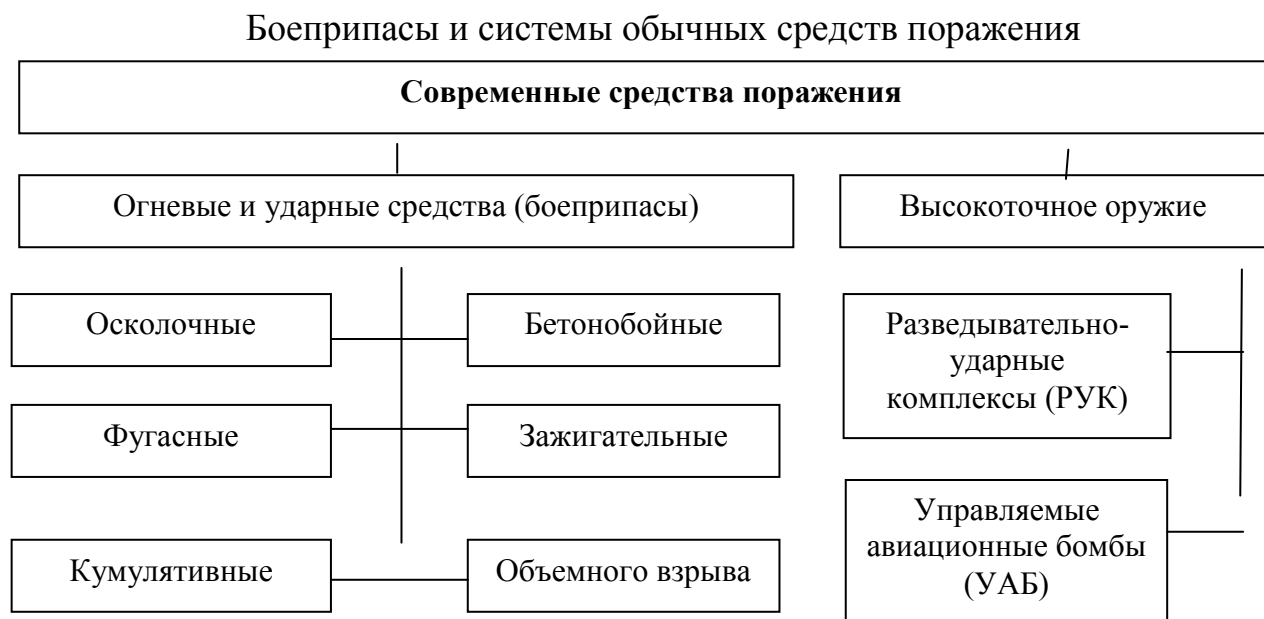 Боеприпасы и системы обычных средств поражения
Современные средства поражения
Огневые и ударные средства (боеприпасы)
Высокоточное оружие
Осколочные
Бетонобойные
Фугасные
Зажигательные
Кумулятивные
Объемного взрыва
Разведывательно-
ударные
комплексы (РУК)
Управляемые
авиационные бомбы
(УАБ)